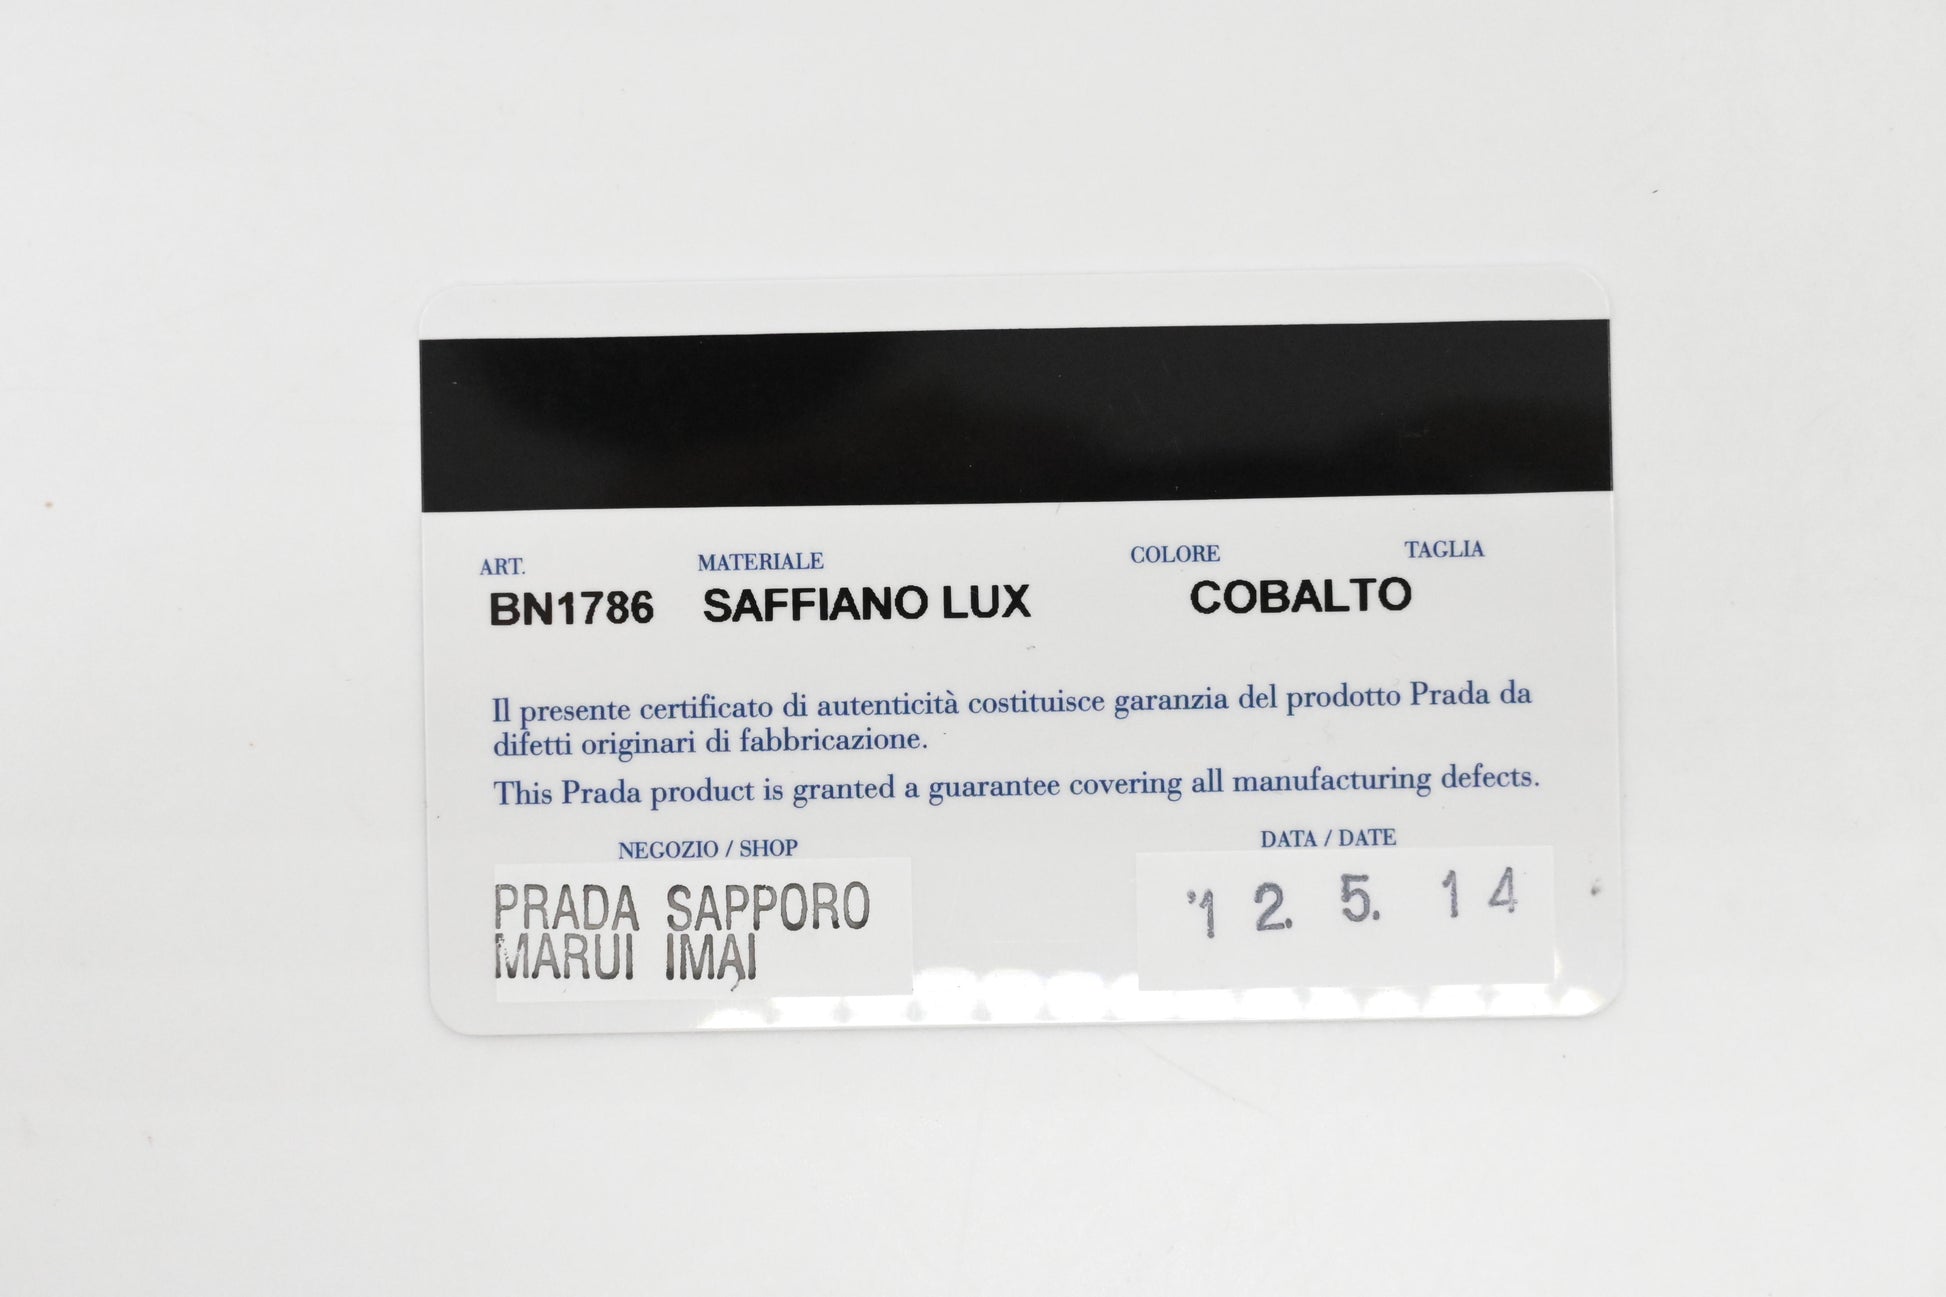 ART. MATERIALE COLORE TAGLIA
BN1786 SAFFIANO LUX COBALTO
Il presente certificato di autenticità costituisce garanzia del prodotto Prada da
difetti originari di fabbricazione.
This Prada product is granted a guarantee covering all manufacturing defects.
NEGOZIO / SHOP DATA / DATE
PRADA SAPPORO '12. 5. 14
MARUI IMAI